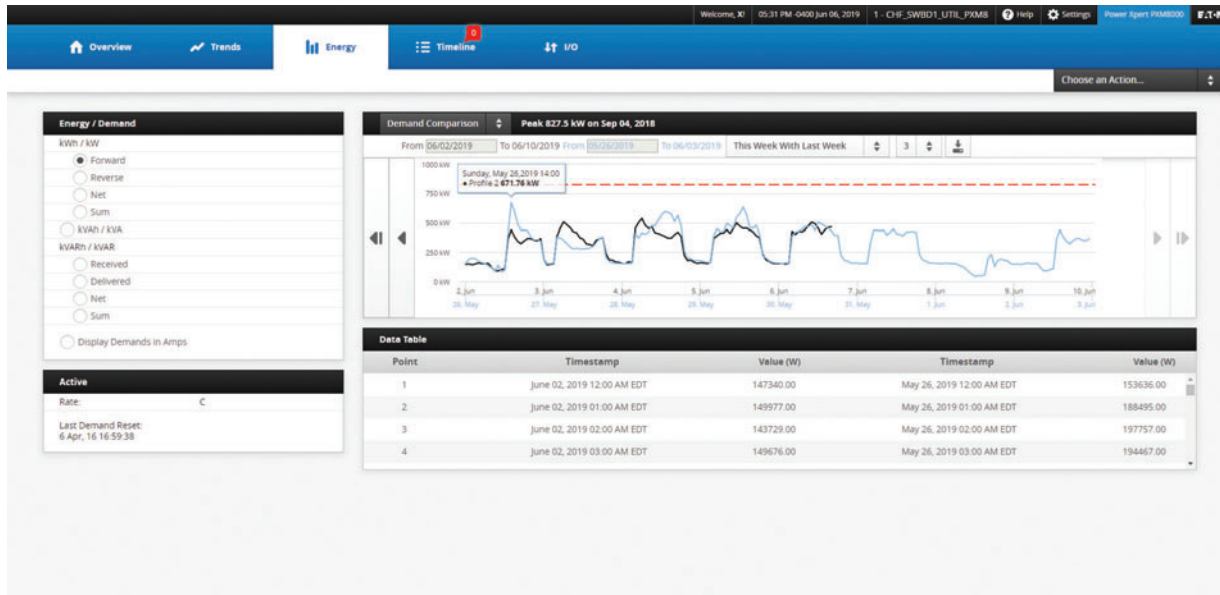 Welcome, X! 05:31 PM -0400 Jun 06, 2019 1 - CHF_SWBD1_UTIL_PXM8 Help Settings Power Xpert PXM8000 E·T·N
Overview Trends Energy Timeline 0 I/O
Choose an Action...
Energy / Demand
kWh / kW
Forward
Reverse
Net
Sum
kVAh / kVA
kVARh / kVAR
Received
Delivered
Net
Sum
Display Demands in Amps
Active
Rate: C
Last Demand Reset:
6 Apr, 16 16:59:38
Demand Comparison Peak 827.5 kW on Sep 04, 2018
From 06/02/2019 To 06/10/2019 From 05/26/2019 To 06/03/2019 This Week With Last Week 3
1000 kW
Sunday, May 26,2019 14:00
Profile 2 671.76 kW
750 kW
500 kW
250 kW
0 kW
2. Jun 3. Jun 4. Jun 5. Jun 6. Jun 7. Jun 8. Jun 9. Jun 10. Jun
26. May 27. May 28. May 29. May 30. May 31. May 1. Jun 2. Jun 3. Jun
Data Table
Point Timestamp Value (W) Timestamp Value (W)
1 June 02, 2019 12:00 AM EDT 147340.00 May 26, 2019 12:00 AM EDT 153636.00
2 June 02, 2019 01:00 AM EDT 149977.00 May 26, 2019 01:00 AM EDT 188495.00
3 June 02, 2019 02:00 AM EDT 143729.00 May 26, 2019 02:00 AM EDT 197757.00
4 June 02, 2019 03:00 AM EDT 149676.00 May 26, 2019 03:00 AM EDT 194467.00